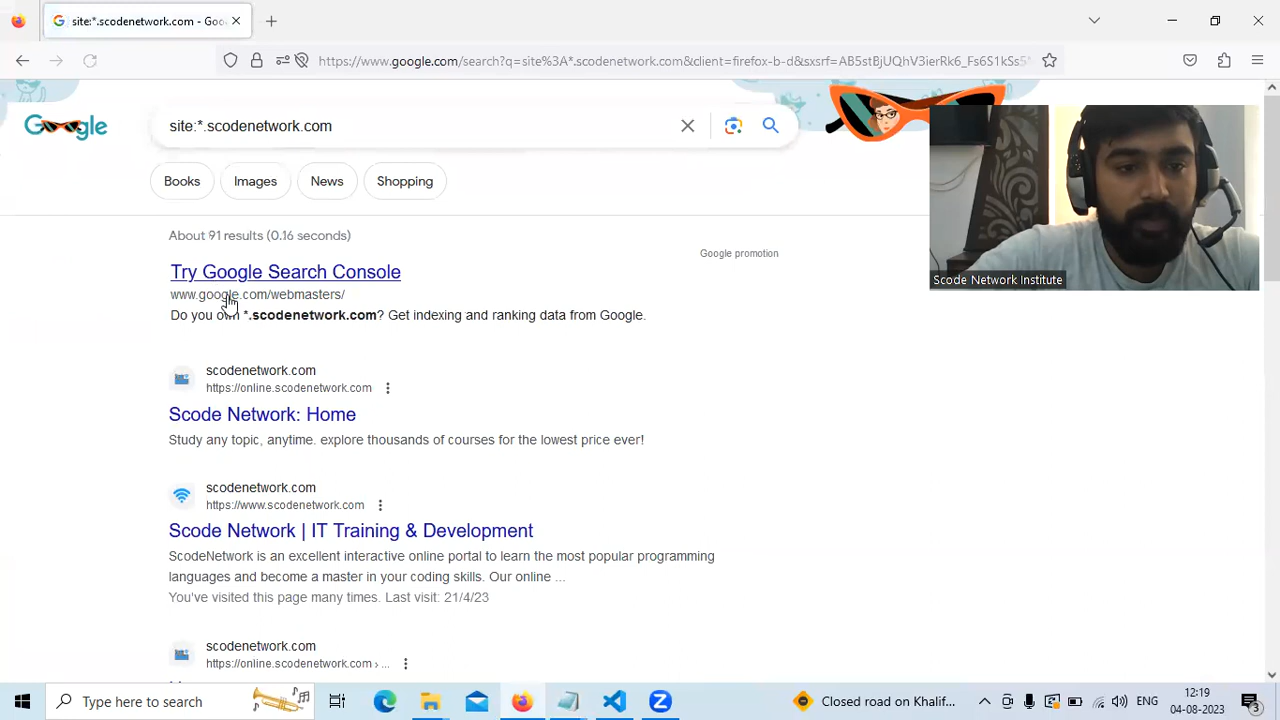 site:*.scodenetwork.com - Goo
https://www.google.com/search?q=site%3A*.scodenetwork.com&client=firefox-b-d&sxsrf=AB5stBjUQhV3ierRk6_Fs6S1kSs5
Google
site:*.scodenetwork.com
Books
Images
News
Shopping
About 91 results (0.16 seconds)
Google promotion
Try Google Search Console
www.google.com/webmasters/
Do you own *.scodenetwork.com? Get indexing and ranking data from Google.
scodenetwork.com
https://online.scodenetwork.com
Scode Network: Home
Study any topic, anytime. explore thousands of courses for the lowest price ever!
scodenetwork.com
https://www.scodenetwork.com
Scode Network | IT Training & Development
ScodeNetwork is an excellent interactive online portal to learn the most popular programming
languages and become a master in your coding skills. Our online ...
You've visited this page many times. Last visit: 21/4/23
scodenetwork.com
https://online.scodenetwork.com › ...
Scode Network Institute
Type here to search
Closed road on Khalif...
ENG
12:19
04-08-2023
3